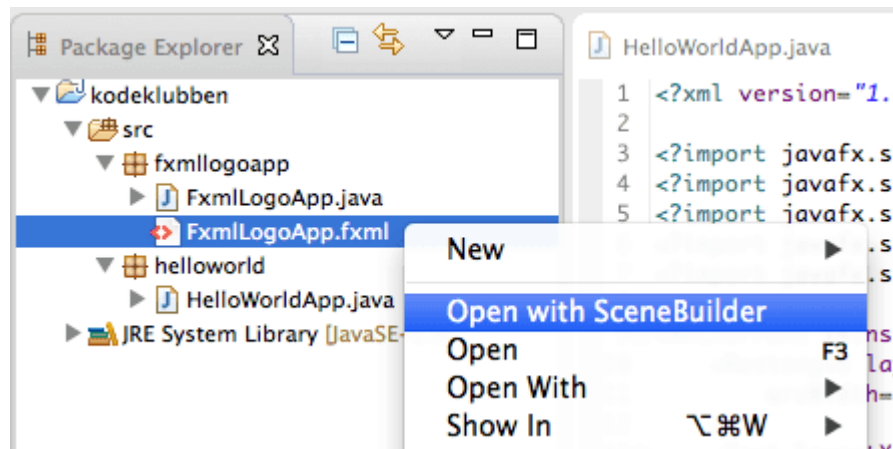 Package Explorer
kodeklubben
src
fxmllogoapp
FxmlLogoApp.java
FxmlLogoApp.fxml
helloworld
HelloWorldApp.java
JRE System Library [JavaSE-
New
Open with SceneBuilder
Open F3
Open With
Show In ⌥⌘W
HelloWorldApp.java
1 <?xml version="1.
2
3 <?import javafx.s
4 <?import javafx.s
5 <?import javafx.s
.s
.s
ns
la
h=